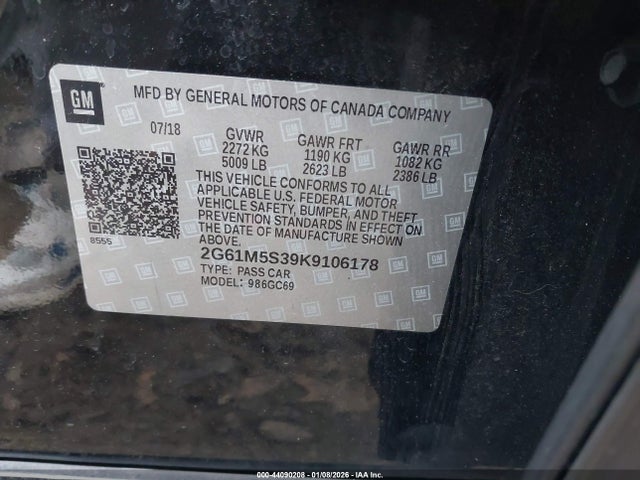 GM
MFD BY GENERAL MOTORS OF CANADA COMPANY
07/18 GVWR GAWR FRT GAWR RR
2272 KG 1190 KG 1082 KG
5009 LB 2623 LB 2386 LB
THIS VEHICLE CONFORMS TO ALL
APPLICABLE U.S. FEDERAL MOTOR
VEHICLE SAFETY, BUMPER, AND THEFT
PREVENTION STANDARDS IN EFFECT ON
THE DATE OF MANUFACTURE SHOWN
ABOVE.
8555
2G61M5S39K9106178
TYPE: PASS CAR
MODEL: 986GC69
000-44090208 - 01/08/2026 - IAA Inc.